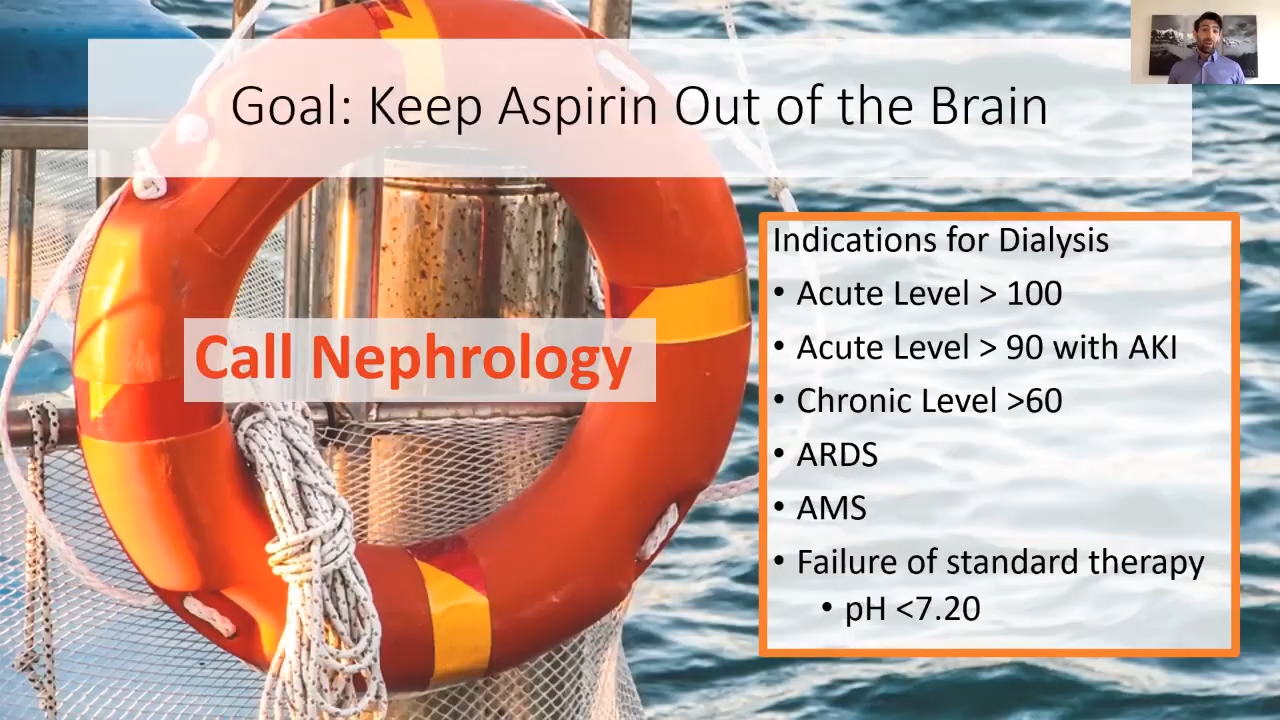 Goal: Keep Aspirin Out of the Brain
Call Nephrology
Indications for Dialysis
• Acute Level > 100
• Acute Level > 90 with AKI
• Chronic Level >60
• ARDS
• AMS
• Failure of standard therapy
• pH <7.20